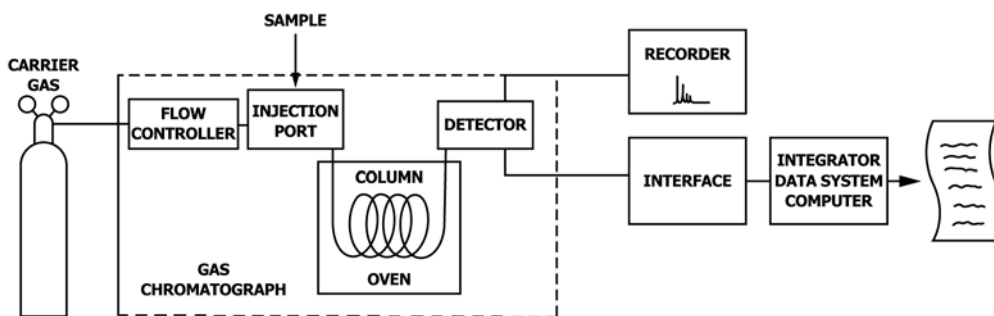 SAMPLE
CARRIER
GAS
FLOW
CONTROLLER
INJECTION
PORT
DETECTOR
RECORDER
COLUMN
OVEN
GAS
CHROMATOGRAPH
INTERFACE
INTEGRATOR
DATA SYSTEM
COMPUTER